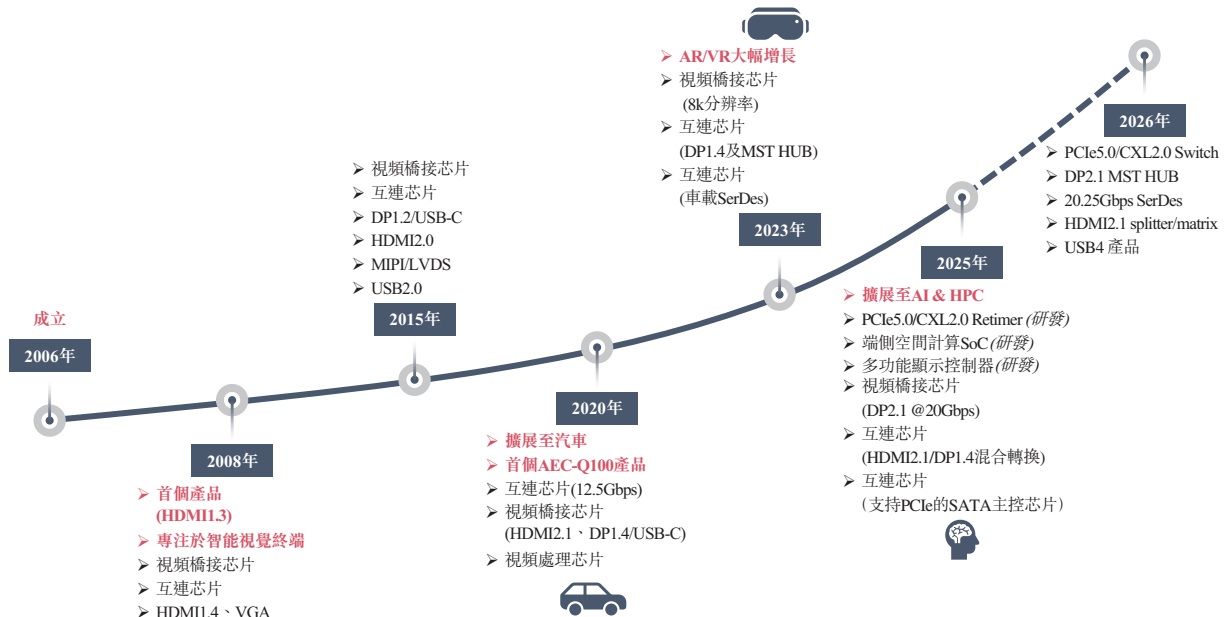 成立
2006年
2008年
➢ 首個產品
(HDMI1.3)
➢ 專注於智能視覺終端
➢ 視頻橋接芯片
➢ 互連芯片
➢ HDMI1.4、VGA
➢ 視頻橋接芯片
➢ 互連芯片
➢ DP1.2/USB-C
➢ HDMI2.0
➢ MIPI/LVDS
➢ USB2.0
2015年
2020年
➢ 擴展至汽車
➢ 首個AEC-Q100產品
➢ 互連芯片(12.5Gbps)
➢ 視頻橋接芯片
(HDMI2.1、DP1.4/USB-C)
➢ 視頻處理芯片
➢ AR/VR大幅增長
➢ 視頻橋接芯片
(8k分辨率)
➢ 互連芯片
(DP1.4及MST HUB)
➢ 互連芯片
(車載SerDes)
2023年
2025年
➢ 擴展至AI & HPC
➢ PCIe5.0/CXL2.0 Retimer (研發)
➢ 端側空間計算SoC(研發)
➢ 多功能顯示控制器(研發)
➢ 視頻橋接芯片
(DP2.1 @20Gbps)
➢ 互連芯片
(HDMI2.1/DP1.4混合轉換)
➢ 互連芯片
(支持PCIe的SATA主控芯片)
2026年
➢ PCIe5.0/CXL2.0 Switch
➢ DP2.1 MST HUB
➢ 20.25Gbps SerDes
➢ HDMI2.1 splitter/matrix
➢ USB4 產品